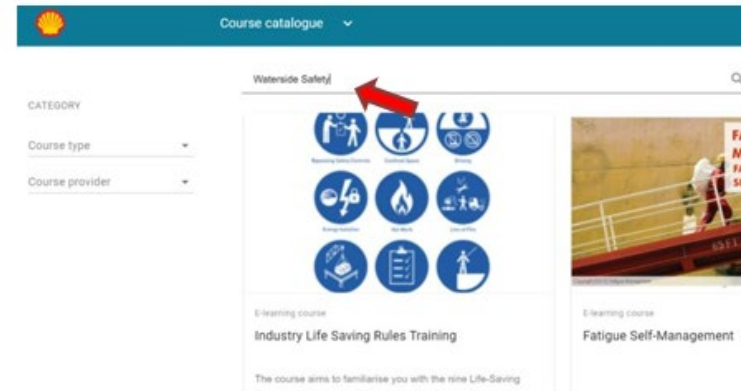 Course catalogue
Waterside Safety
CATEGORY
Course type
Course provider
Bypassing Safety Controls
Confined Space
Driving
Energy Isolation
Hot Work
Line of Fire
E-learning course
Industry Life Saving Rules Training
The course aims to familiarise you with the nine Life-Saving
E-learning course
Fatigue Self-Management